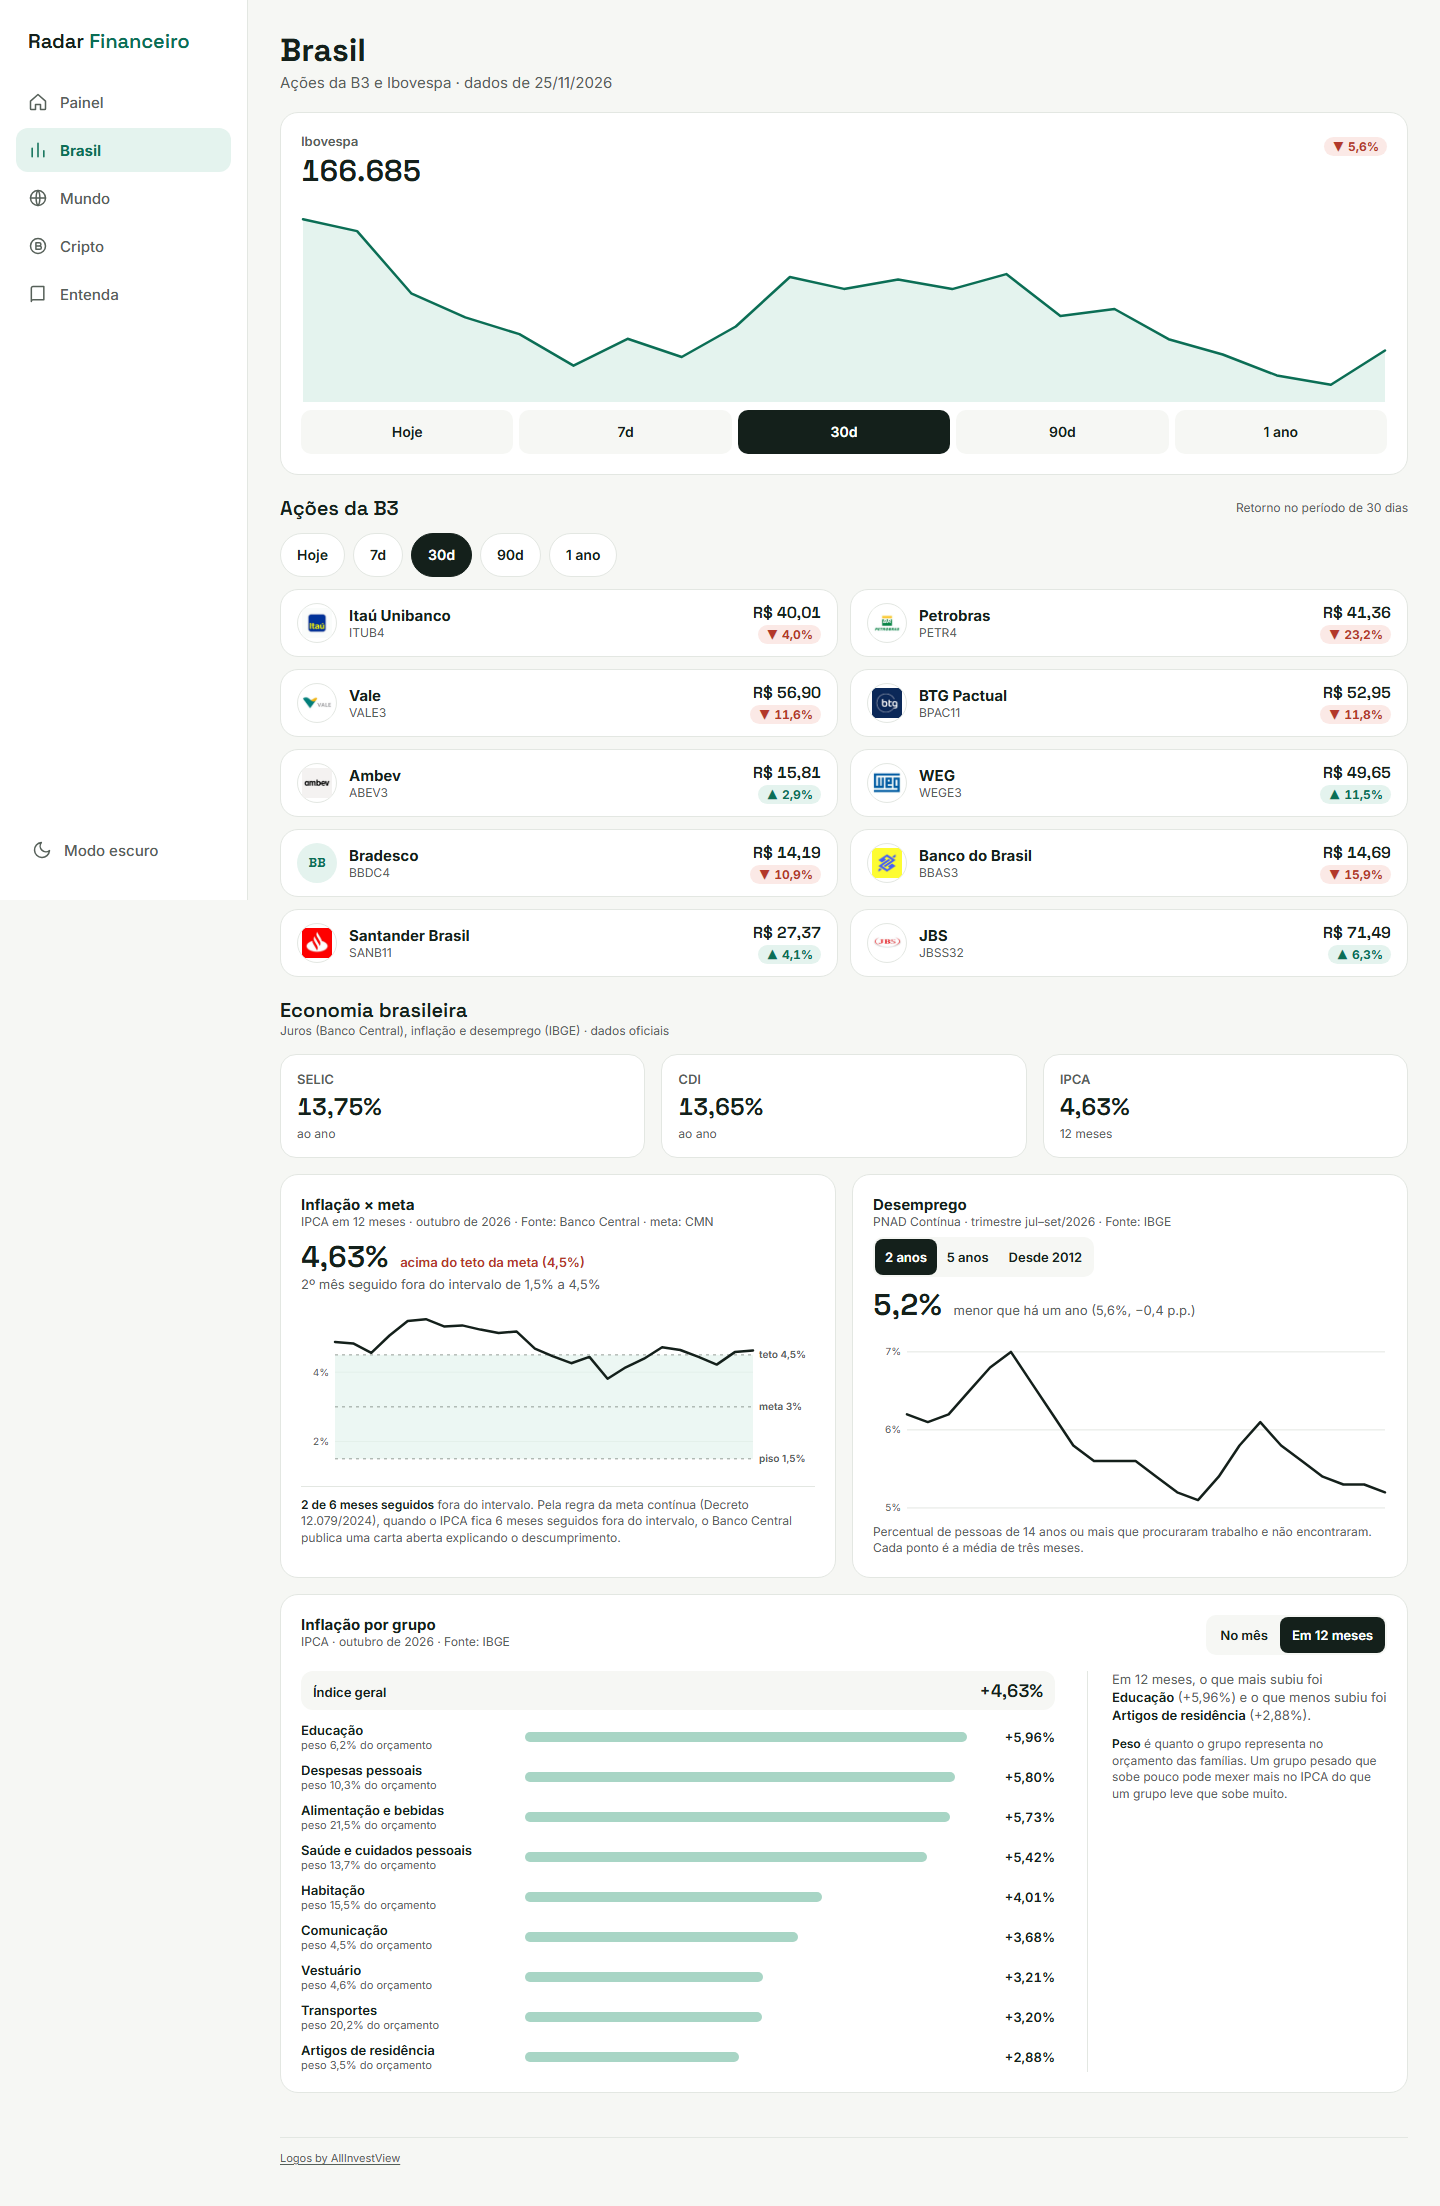 Radar Financeiro
Painel
Brasil
Mundo
Cripto
Entenda
Modo escuro
Brasil
Ações da B3 e Ibovespa · dados de 25/11/2026
Ibovespa
166.685
▼ 5,6%
Hoje
7d
30d
90d
1 ano
Ações da B3
Retorno no período de 30 dias
Hoje
7d
30d
90d
1 ano
Itaú
Itaú Unibanco
ITUB4
R$ 40,01
▼ 4,0%
PETROBRAS
Petrobras
PETR4
R$ 41,36
▼ 23,2%
VALE
Vale
VALE3
R$ 56,90
▼ 11,6%
btg
BTG Pactual
BPAC11
R$ 52,95
▼ 11,8%
ambev
Ambev
ABEV3
R$ 15,81
▲ 2,9%
WEG
WEG
WEGE3
R$ 49,65
▲ 11,5%
BB
Bradesco
BBDC4
R$ 14,19
▼ 10,9%
Banco do Brasil
BBAS3
R$ 14,69
▼ 15,9%
Santander Brasil
SANB11
R$ 27,37
▲ 4,1%
JBS
JBS
JBSS32
R$ 71,49
▲ 6,3%
Economia brasileira
Juros (Banco Central), inflação e desemprego (IBGE) · dados oficiais
SELIC
13,75%
ao ano
CDI
13,65%
ao ano
IPCA
4,63%
12 meses
Inflação × meta
IPCA em 12 meses · outubro de 2026 · Fonte: Banco Central · meta: CMN
4,63% acima do teto da meta (4,5%)
2º mês seguido fora do intervalo de 1,5% a 4,5%
teto 4,5%
4%
meta 3%
2%
piso 1,5%
2 de 6 meses seguidos fora do intervalo. Pela regra da meta contínua (Decreto
12.079/2024), quando o IPCA fica 6 meses seguidos fora do intervalo, o Banco Central
publica uma carta aberta explicando o descumprimento.
Desemprego
PNAD Contínua · trimestre jul–set/2026 · Fonte: IBGE
2 anos
5 anos
Desde 2012
5,2% menor que há um ano (5,6%, −0,4 p.p.)
7%
6%
5%
Percentual de pessoas de 14 anos ou mais que procuraram trabalho e não encontraram.
Cada ponto é a média de três meses.
Inflação por grupo
IPCA · outubro de 2026 · Fonte: IBGE
No mês
Em 12 meses
Índice geral
+4,63%
Educação
peso 6,2% do orçamento
+5,96%
Despesas pessoais
peso 10,3% do orçamento
+5,80%
Alimentação e bebidas
peso 21,5% do orçamento
+5,73%
Saúde e cuidados pessoais
peso 13,7% do orçamento
+5,42%
Habitação
peso 15,5% do orçamento
+4,01%
Comunicação
peso 4,5% do orçamento
+3,68%
Vestuário
peso 4,6% do orçamento
+3,21%
Transportes
peso 20,2% do orçamento
+3,20%
Artigos de residência
peso 3,5% do orçamento
+2,88%
Em 12 meses, o que mais subiu foi
Educação (+5,96%) e o que menos subiu foi
Artigos de residência (+2,88%).
Peso é quanto o grupo representa no
orçamento das famílias. Um grupo pesado que
sobe pouco pode mexer mais no IPCA do que
um grupo leve que sobe muito.
Logos by AllInvestView